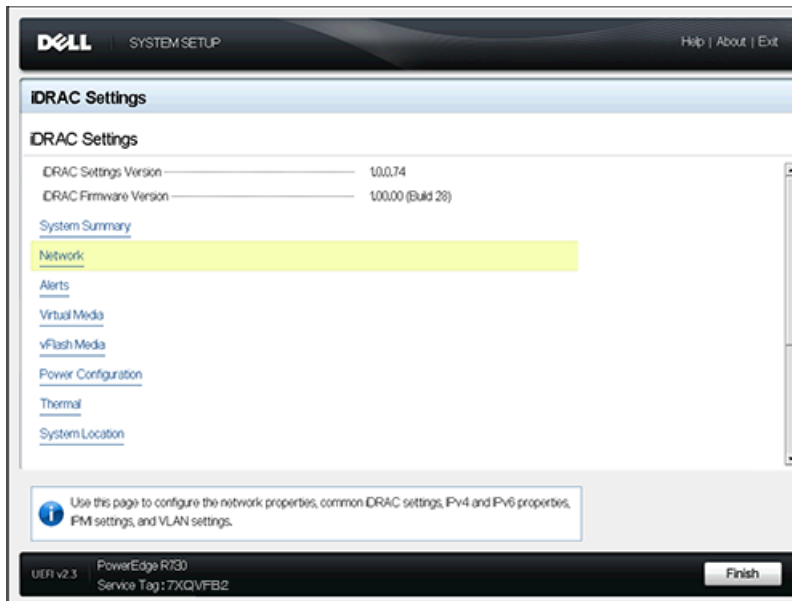 DELL
SYSTEM SETUP
Help | About | Exit
iDRAC Settings
iDRAC Settings
iDRAC Settings Version 1.0.0.74
iDRAC Firmware Version 1.00.00 (Build 28)
System Summary
Network
Alerts
Virtual Media
vFlash Media
Power Configuration
Thermal
System Location
Use this page to configure the network properties, common iDRAC settings, IPv4 and IPv6 properties,
IPMI settings, and VLAN settings.
UEFI v2.3
PowerEdge R730
Service Tag : 7XQVFB2
Finish